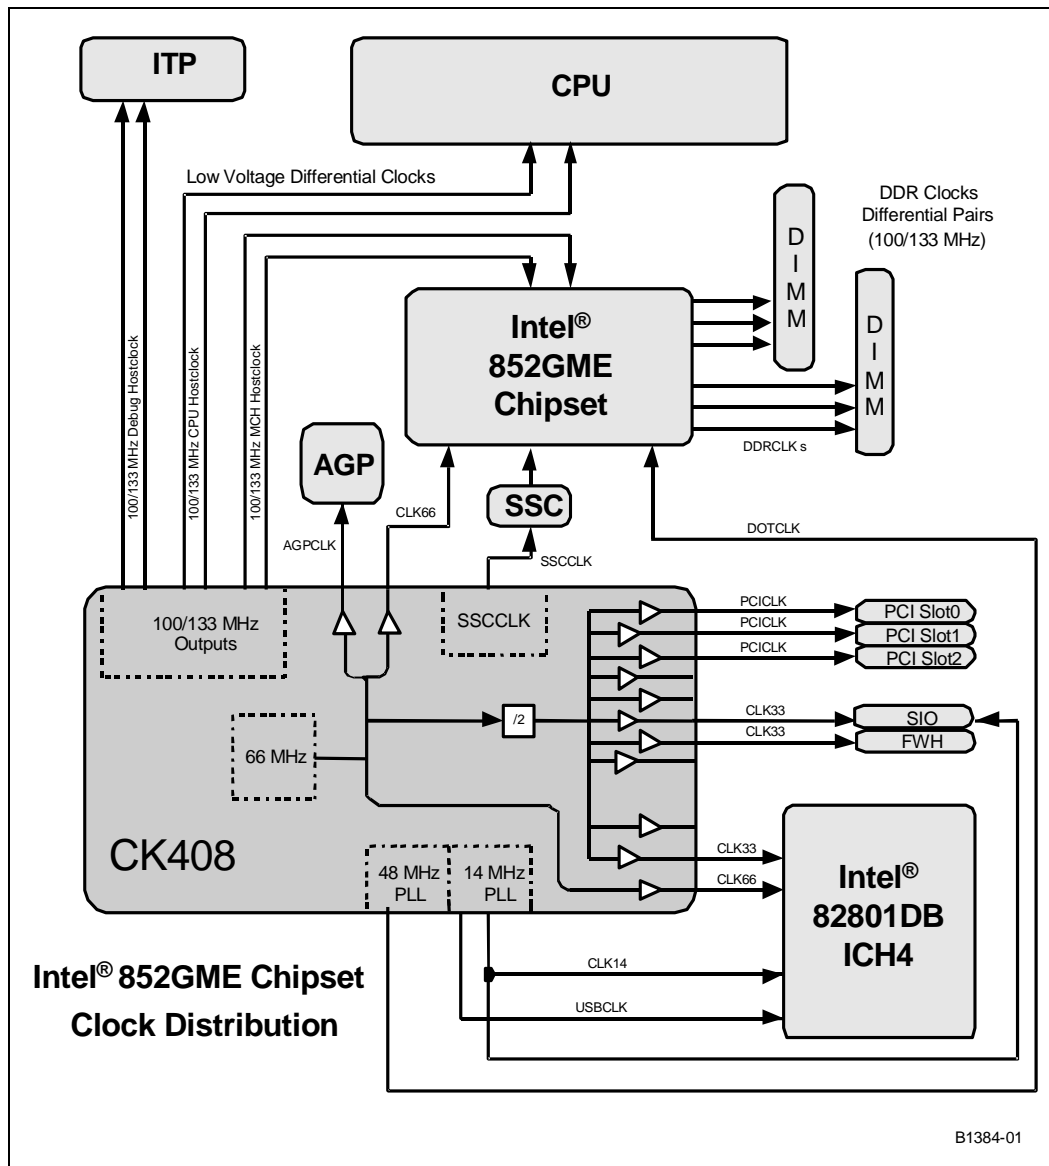 ITP
CPU
Low Voltage Differential Clocks
DDR Clocks
Differential Pairs
(100/133 MHz)
D
I
M
M
D
I
M
M
Intel®
852GME
Chipset
DDRCLK s
100/133 MHz Debug Hostclock
100/133 MHz CPU Hostclock
100/133 MHz MCH Hostclock
AGP
SSC
CLK66
AGPCLK
SSCCLK
DOTCLK
100/133 MHz
Outputs
SSCCLK
PCICLK
PCI Slot0
PCICLK
PCI Slot1
PCICLK
PCI Slot2
/2
CLK33
SIO
CLK33
FWH
66 MHz
CK408
48 MHz
PLL
14 MHz
PLL
CLK33
CLK66
Intel®
82801DB
ICH4
CLK14
USBCLK
Intel® 852GME Chipset
Clock Distribution
B1384-01